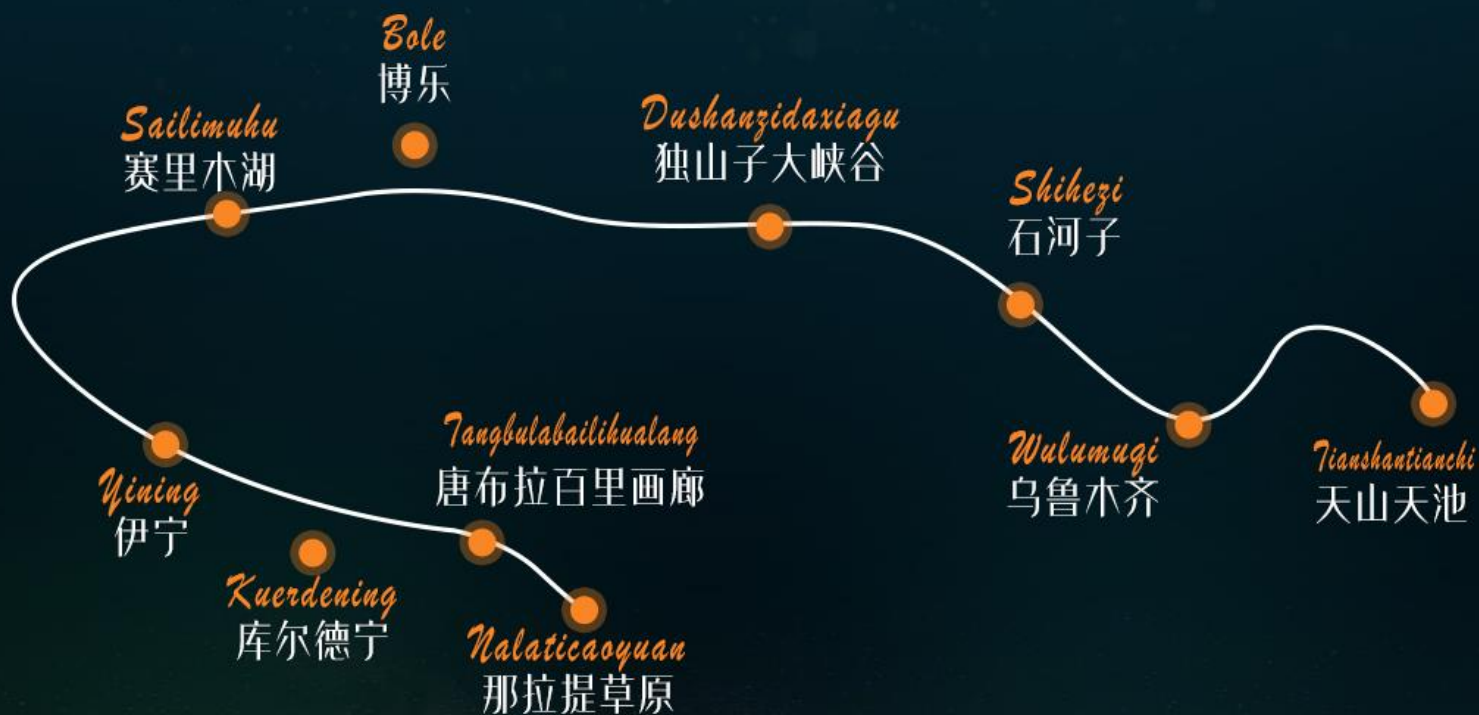 Bole
博乐
Sailimuhu
赛里木湖
Dushanzidaxiagu
独山子大峡谷
Shihezi
石河子
Tangbulabailihualang
唐布拉百里画廊
Wulumuqi
乌鲁木齐
Tianshantianchi
天山天池
Yining
伊宁
Kuerdening
库尔德宁
Nalaticaoyuan
那拉提草原